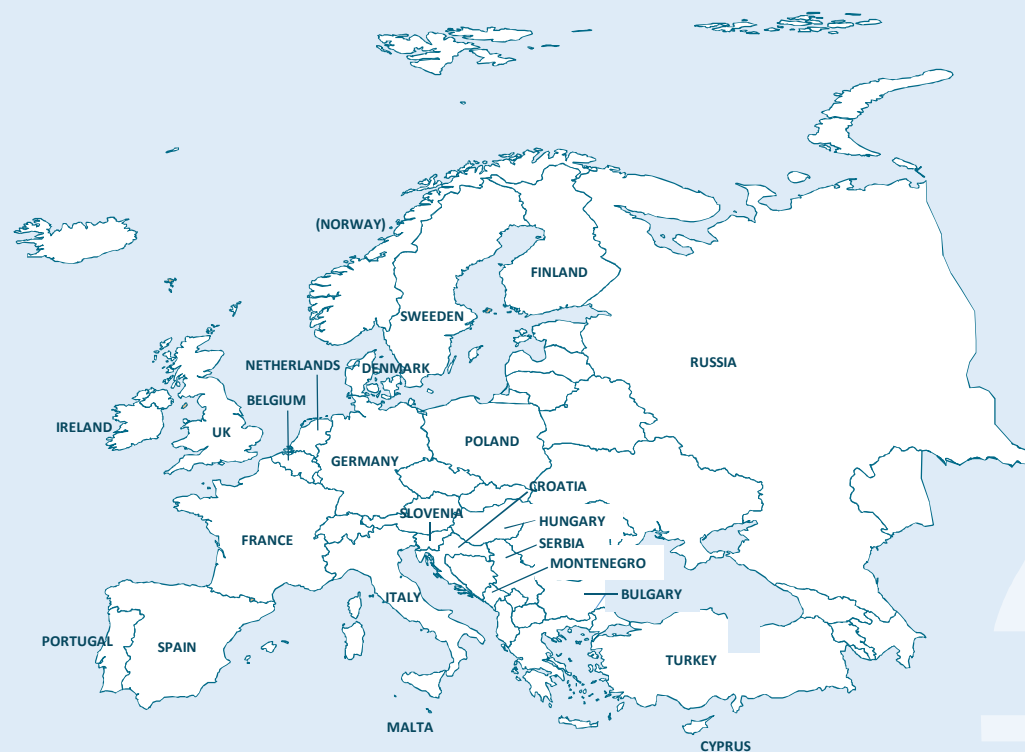 (NORWAY)
FINLAND
SWEEDEN
RUSSIA
NETHERLANDS
DENMARK
BELGIUM
IRELAND
UK
POLAND
GERMANY
CROATIA
SLOVENIA
HUNGARY
FRANCE
SERBIA
MONTENEGRO
BULGARY
ITALY
PORTUGAL
SPAIN
TURKEY
MALTA
CYPRUS